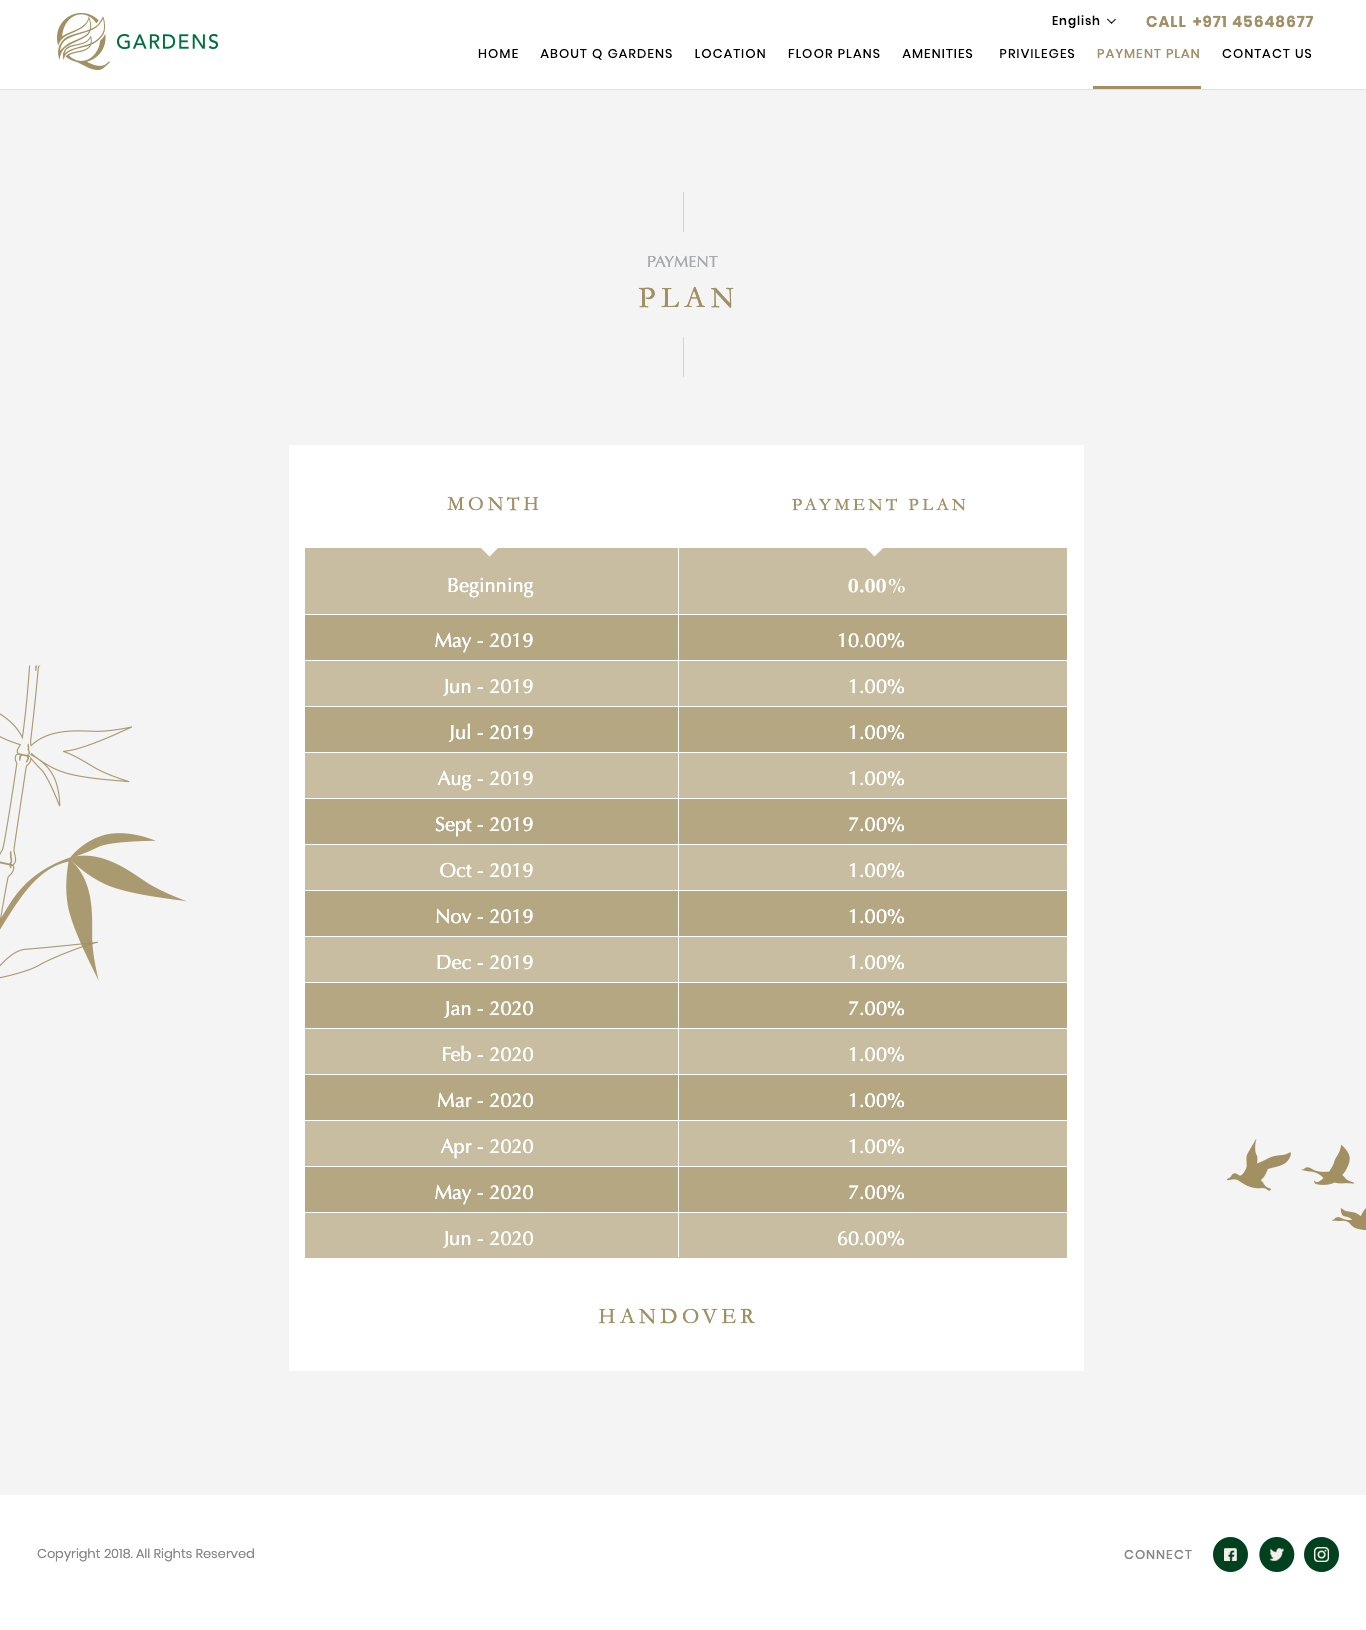 English
CALL +971 45648677
GARDENS
HOME ABOUT Q GARDENS LOCATION FLOOR PLANS AMENITIES PRIVILEGES PAYMENT PLAN CONTACT US
PAYMENT
PLAN
MONTH PAYMENT PLAN
Beginning 0.00%
May - 2019 10.00%
Jun - 2019 1.00%
Jul - 2019 1.00%
Aug - 2019 1.00%
Sept - 2019 7.00%
Oct - 2019 1.00%
Nov - 2019 1.00%
Dec - 2019 1.00%
Jan - 2020 7.00%
Feb - 2020 1.00%
Mar - 2020 1.00%
Apr - 2020 1.00%
May - 2020 7.00%
Jun - 2020 60.00%
HANDOVER
Copyright 2018. All Rights Reserved
CONNECT